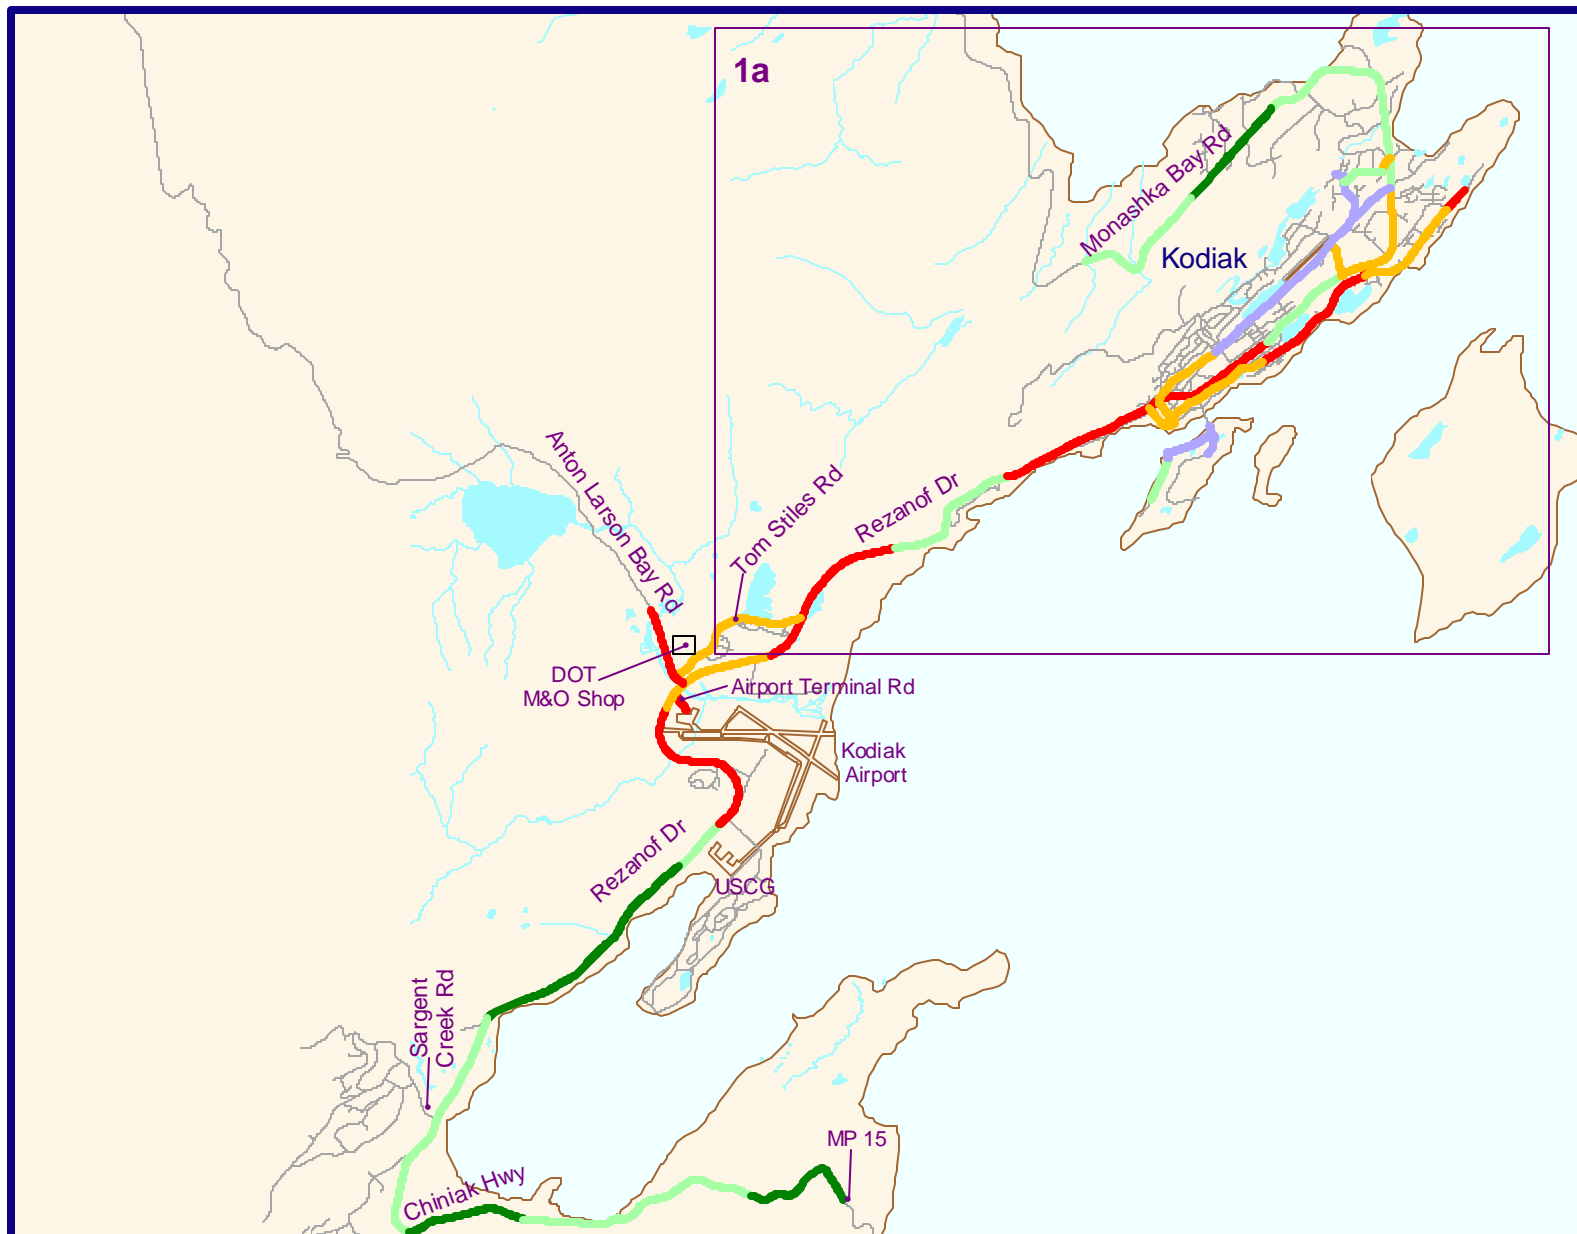 1a
Monashka Bay Rd
Kodiak
Anton Larson Bay Rd
Tom Stiles Rd
Rezanof Dr
DOT
M&O Shop
Airport Terminal Rd
Kodiak
Airport
Rezanof Dr
USCG
Sargent
Creek Rd
MP 15
Chiniak Hwy